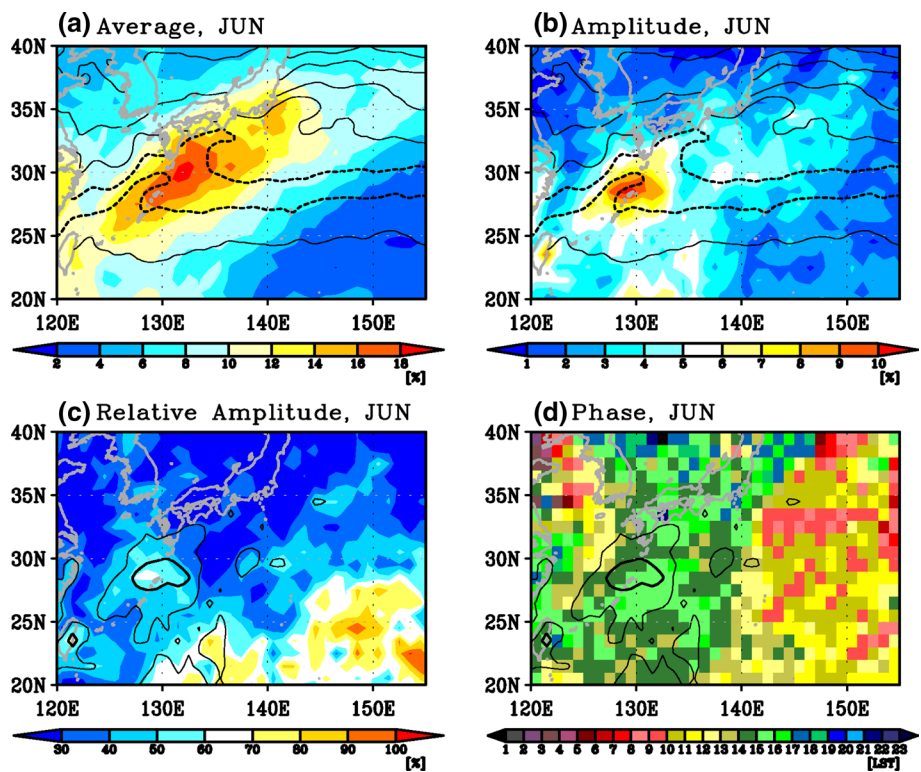 (a) Average, JUN
(b) Amplitude, JUN
40N
35N
30N
25N
20N
120E 130E 140E 150E
2 4 6 8 10 12 14 16 18
[%]
40N
35N
30N
25N
20N
120E 130E 140E 150E
1 2 3 4 5 6 7 8 9 10
[%]
(c) Relative Amplitude, JUN
(d) Phase, JUN
40N
35N
30N
25N
20N
120E 130E 140E 150E
30 40 50 60 70 80 90 100
[%]
40N
35N
30N
25N
20N
120E 130E 140E 150E
1 2 3 4 5 6 7 8 9 10 11 12 13 14 15 16 17 18 19 20 21 22 23
[LST]